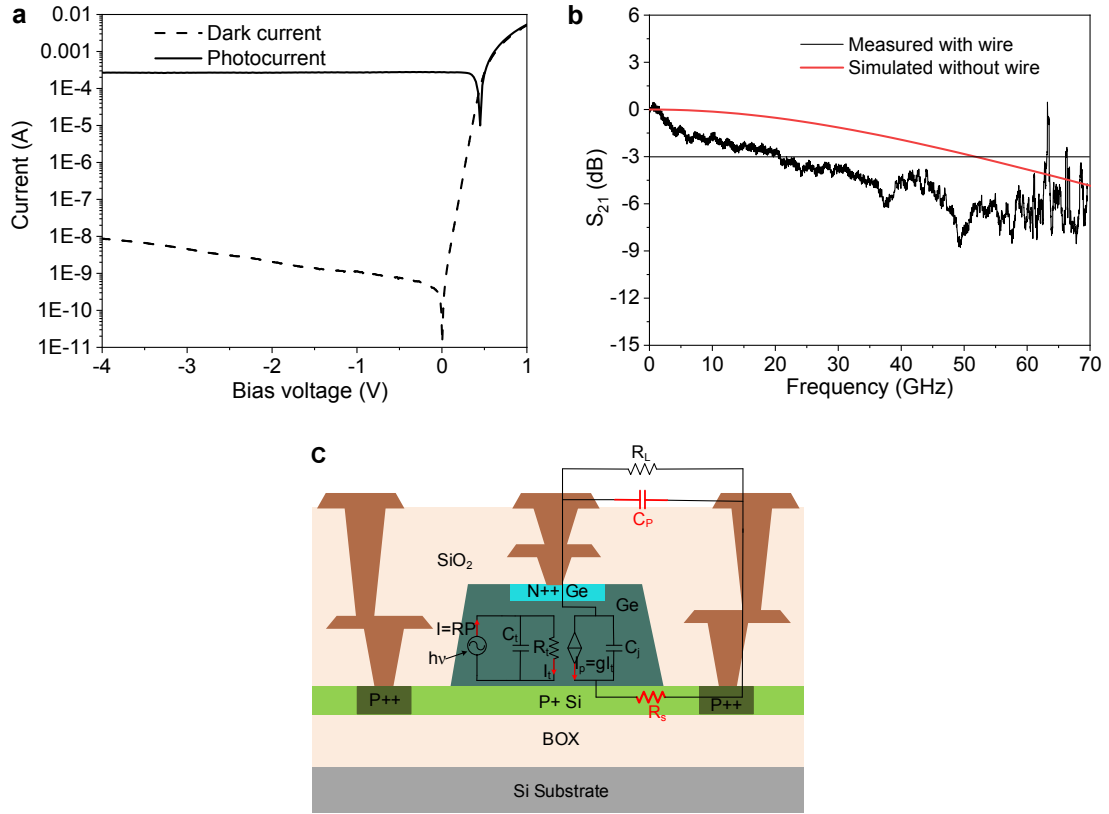 a
0.01
0.001
1E-4
1E-5
1E-6
1E-7
1E-8
1E-9
1E-10
1E-11
Current (A)
Dark current
Photocurrent
-4 -3 -2 -1 0 1
Bias voltage (V)
b
6
3
0
-3
-6
-9
-12
-15
S21 (dB)
Measured with wire
Simulated without wire
0 10 20 30 40 50 60 70
Frequency (GHz)
c
RL
CP
SiO2
N++ Ge
Ge
I=RP
hν
Ct
Rt
It
Ip=gIt
Cj
P++
P+ Si
Rs
P++
BOX
Si Substrate